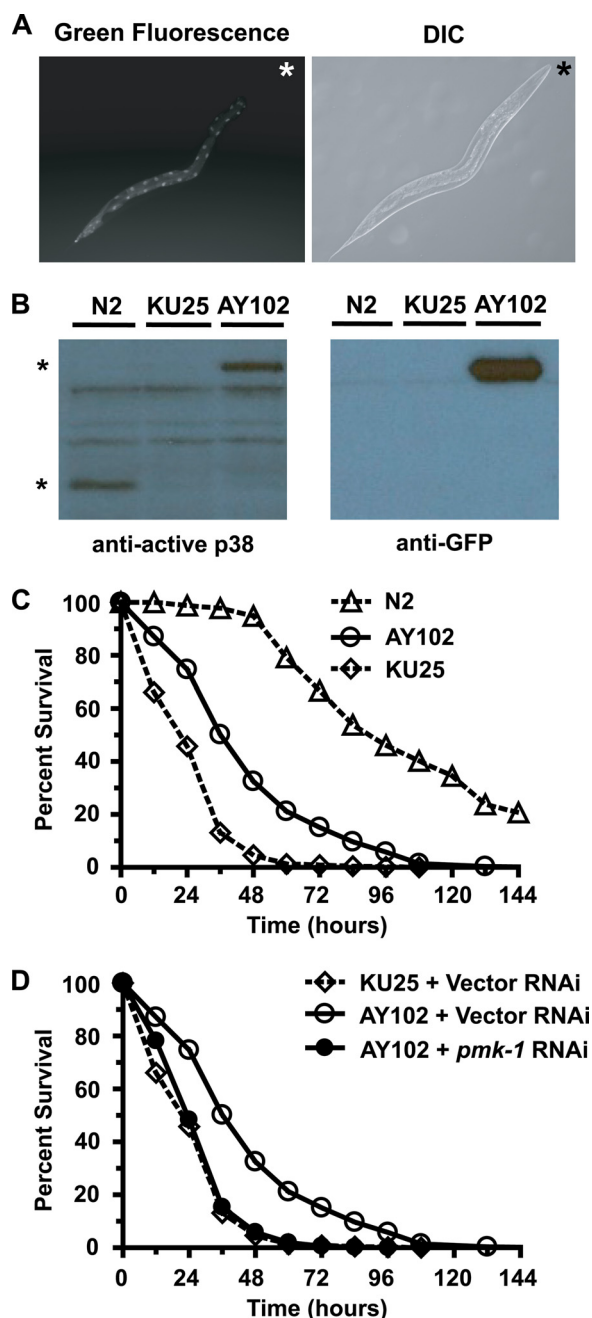 A
Green Fluorescence
DIC
*
*
B
N2 KU25 AY102
N2 KU25 AY102
*
*
anti-active p38
anti-GFP
C
100
80
60
40
20
0
Percent Survival
N2
AY102
KU25
0 24 48 72 96 120 144
Time (hours)
D
100
80
60
40
20
0
Percent Survival
KU25 + Vector RNAi
AY102 + Vector RNAi
AY102 + pmk-1 RNAi
0 24 48 72 96 120 144
Time (hours)